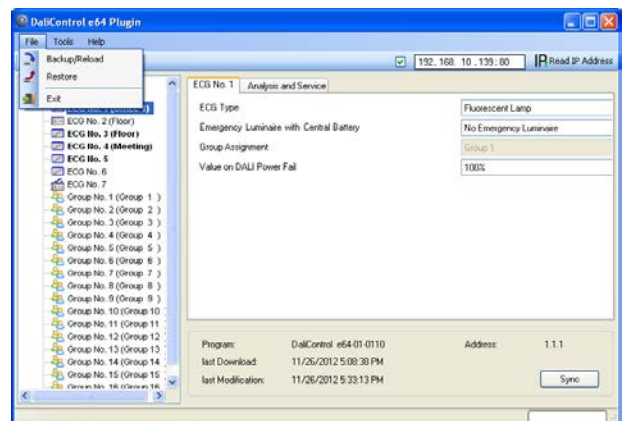 DaliControl e64 Plugin
File Tools Help
Backup/Reload
Restore
Exit
192. 168. 10 .139: 80
Read IP Address
ECG No. 2 (Floor)
ECG No. 3 (Floor)
ECG No. 4 (Meeting)
ECG No. 5
ECG No. 6
ECG No. 7
Group No. 1 (Group 1 )
Group No. 2 (Group 2 )
Group No. 3 (Group 3 )
Group No. 4 (Group 4 )
Group No. 5 (Group 5 )
Group No. 6 (Group 6 )
Group No. 7 (Group 7 )
Group No. 8 (Group 8 )
Group No. 9 (Group 9 )
Group No. 10 (Group 10
Group No. 11 (Group 11
Group No. 12 (Group 12
Group No. 13 (Group 13
Group No. 14 (Group 14
Group No. 15 (Group 15
Group No. 16 (Group 16
ECG No. 1 Analysis and Service
ECG Type Fluorescent Lamp
Emergency Luminaire with Central Battery No Emergency Luminaire
Group Assignment Group 1
Value on DALI Power Fail 100%
Program: DaliControl e64-01-0110 Address: 1.1.1
last Download: 11/26/2012 5:08:38 PM
last Modification: 11/26/2012 5:33:13 PM
Sync